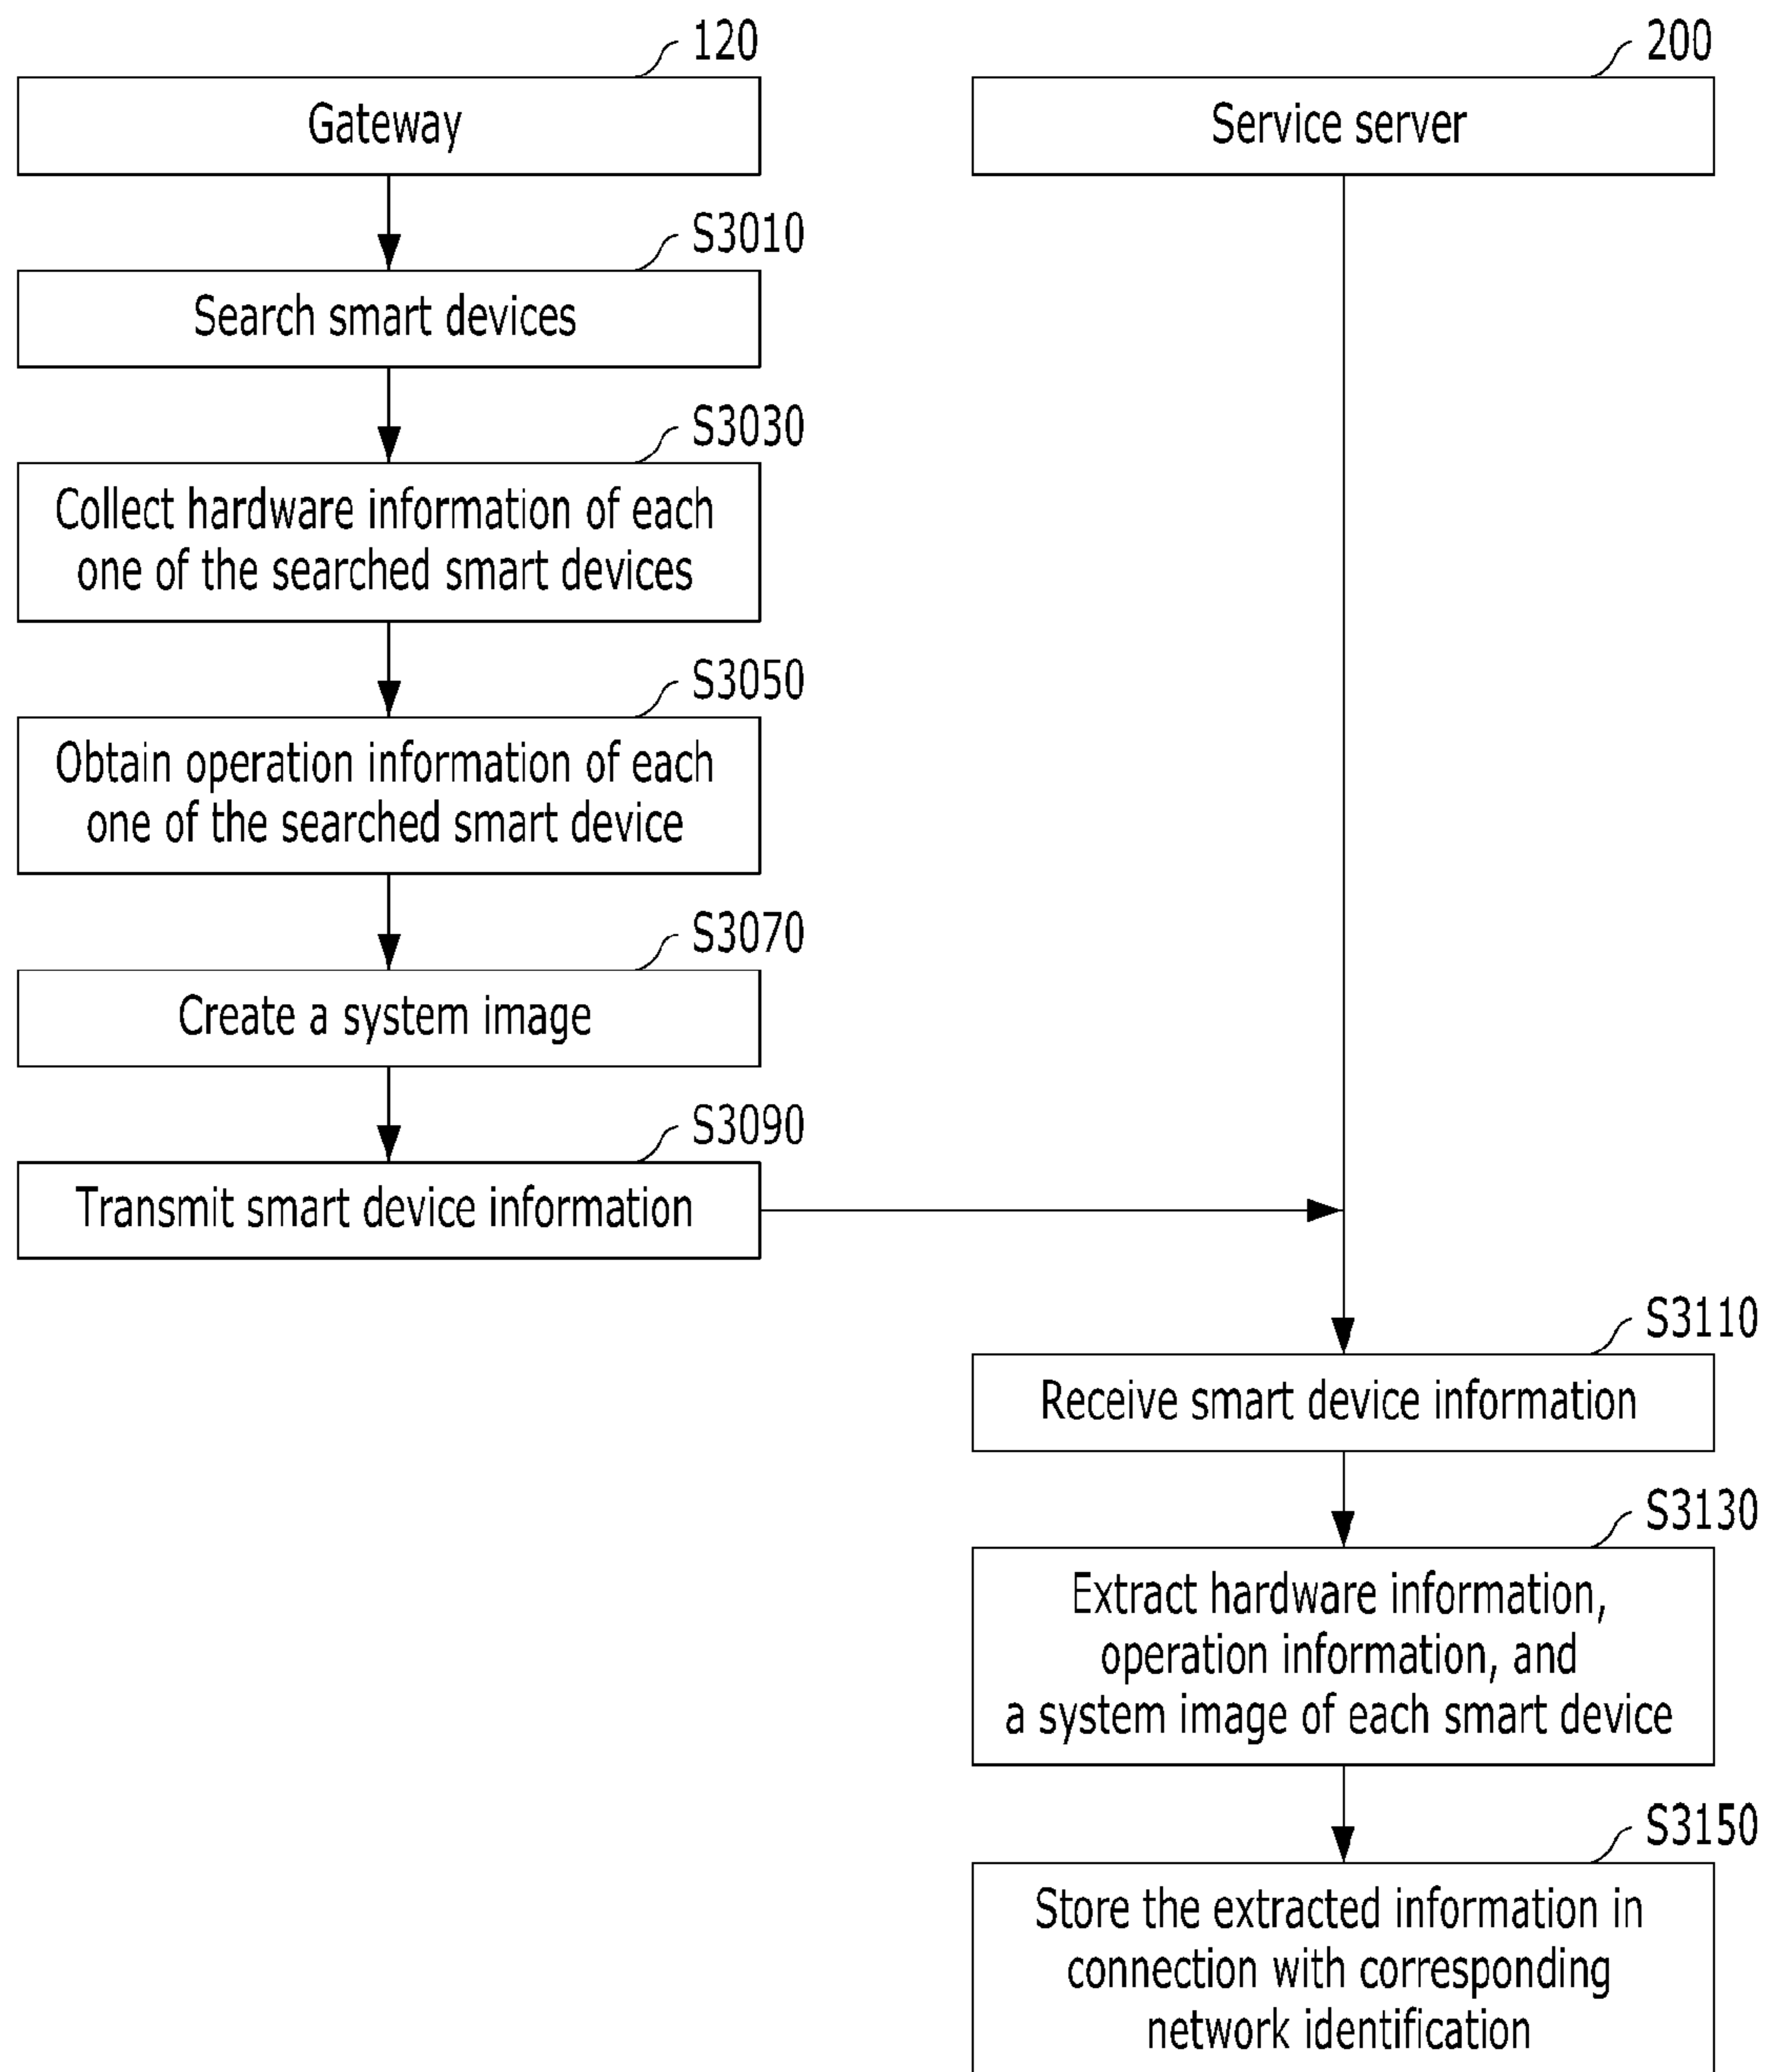 120
Gateway
200
Service server
S3010
Search smart devices
S3030
Collect hardware information of each
one of the searched smart devices
S3050
Obtain operation information of each
one of the searched smart device
S3070
Create a system image
S3090
Transmit smart device information
S3110
Receive smart device information
S3130
Extract hardware information,
operation information, and
a system image of each smart device
S3150
Store the extracted information in
connection with corresponding
network identification